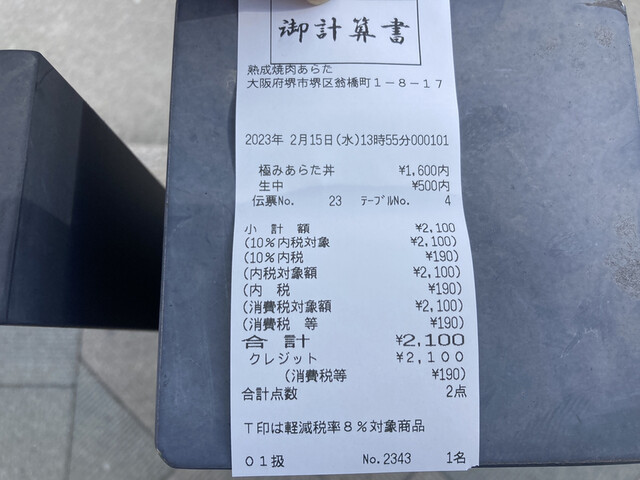 御計算書
熟成焼肉あらた
大阪府堺市堺区翁橋町1-8-17
2023年 2月15日(水)13時55分000101
極みあらた丼 ¥1,600内
生中 ¥500内
伝票No. 23 テーブルNo. 4
小計額 ¥2,100
(10%内税対象 ¥2,100)
(10%内税 ¥190)
(内税対象額 ¥2,100)
(内 税 ¥190)
(消費税対象額 ¥2,100)
(消費税 等 ¥190)
合計 ¥2,100
クレジット ¥2,100
(消費税等 ¥190)
合計点数 2点
T印は軽減税率8%対象商品
01扱 No.2343 1名